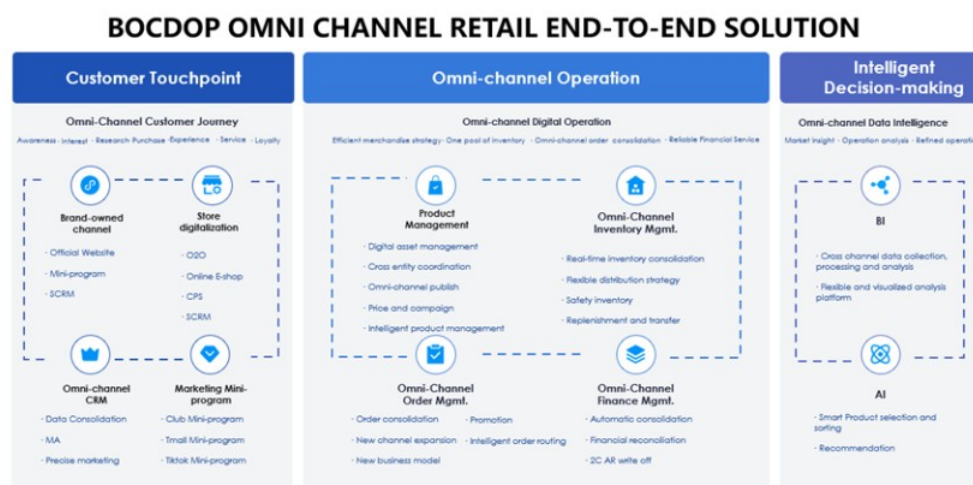 BOCDOP OMNI CHANNEL RETAIL END-TO-END SOLUTION
Customer Touchpoint
Omni-Channel Customer Journey
Awareness · Interest · Research Purchase · Experience · Service · Loyalty
Brand-owned
channel
· Official Website
· Mini-program
· SCRM
Store
digitalization
· O2O
· Online E-shop
· CPS
· SCRM
Omni-channel
CRM
· Data Consolidation
· MA
· Precise marketing
Marketing Mini-
program
· Club Mini-program
· Tmall Mini-program
· Tiktok Mini-program
Omni-channel Operation
Omni-channel Digital Operation
Efficient merchandise strategy · One pool of inventory · Omni-channel order consolidation · Reliable Financial Service
Product
Management
· Digital asset management
· Cross entity coordination
· Omni-channel publish
· Price and campaign
· Intelligent product management
Omni-Channel
Inventory Mgmt.
· Real-time inventory consolidation
· Flexible distribution strategy
· Safety inventory
· Replenishment and transfer
Omni-Channel
Order Mgmt.
· Order consolidation
· New channel expansion
· New business model
· Promotion
· Intelligent order routing
Omni-Channel
Finance Mgmt.
· Automatic consolidation
· Financial reconciliation
· 2C AR write off
Intelligent
Decision-making
Omni-channel Data Intelligence
Market insight · Operation analysis · Refined
BI
· Cross channel data collection,
processing and analysis
· Flexible and visualized analysis
platform
AI
· Smart Product selection and
sorting
· Recommendation